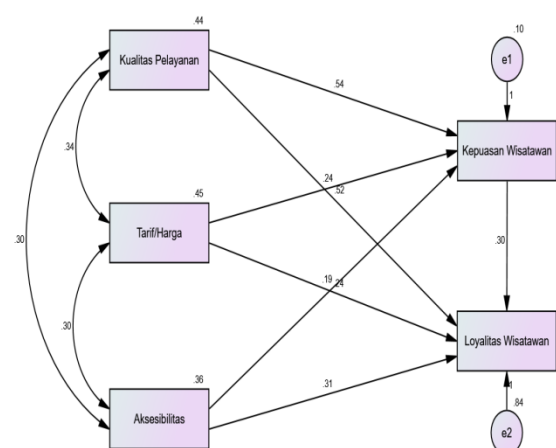 .44
Kualitas Pelayanan
.10
e1
1
.54
Kepuasan Wisatawan
.34
.24
.52
.45
Tarif/Harga
.30
.30
.19
.24
.30
Loyalitas Wisatawan
.36
.31
Aksesibilitas
1
.84
e2